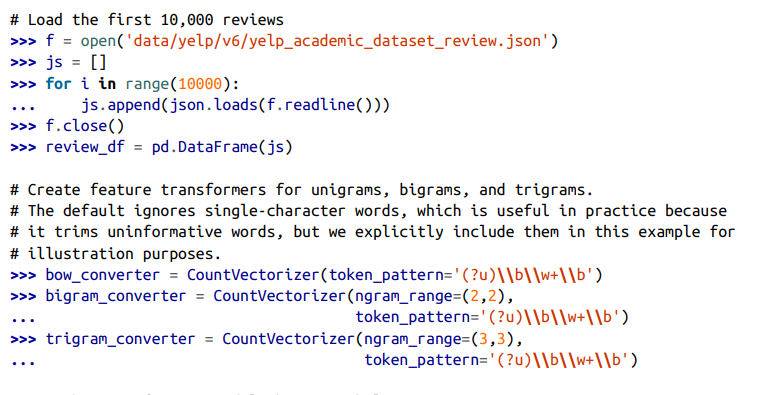 # Load the first 10,000 reviews
>>> f = open('data/yelp/v6/yelp_academic_dataset_review.json')
>>> js = []
>>> for i in range(10000):
...     js.append(json.loads(f.readline()))
>>> f.close()
>>> review_df = pd.DataFrame(js)
# Create feature transformers for unigrams, bigrams, and trigrams.
# The default ignores single-character words, which is useful in practice because
# it trims uninformative words, but we explicitly include them in this example for
# illustration purposes.
>>> bow_converter = CountVectorizer(token_pattern='(?u)\\b\\w+\\b')
>>> bigram_converter = CountVectorizer(ngram_range=(2,2),
...                                    token_pattern='(?u)\\b\\w+\\b')
>>> trigram_converter = CountVectorizer(ngram_range=(3,3),
...                                     token_pattern='(?u)\\b\\w+\\b')